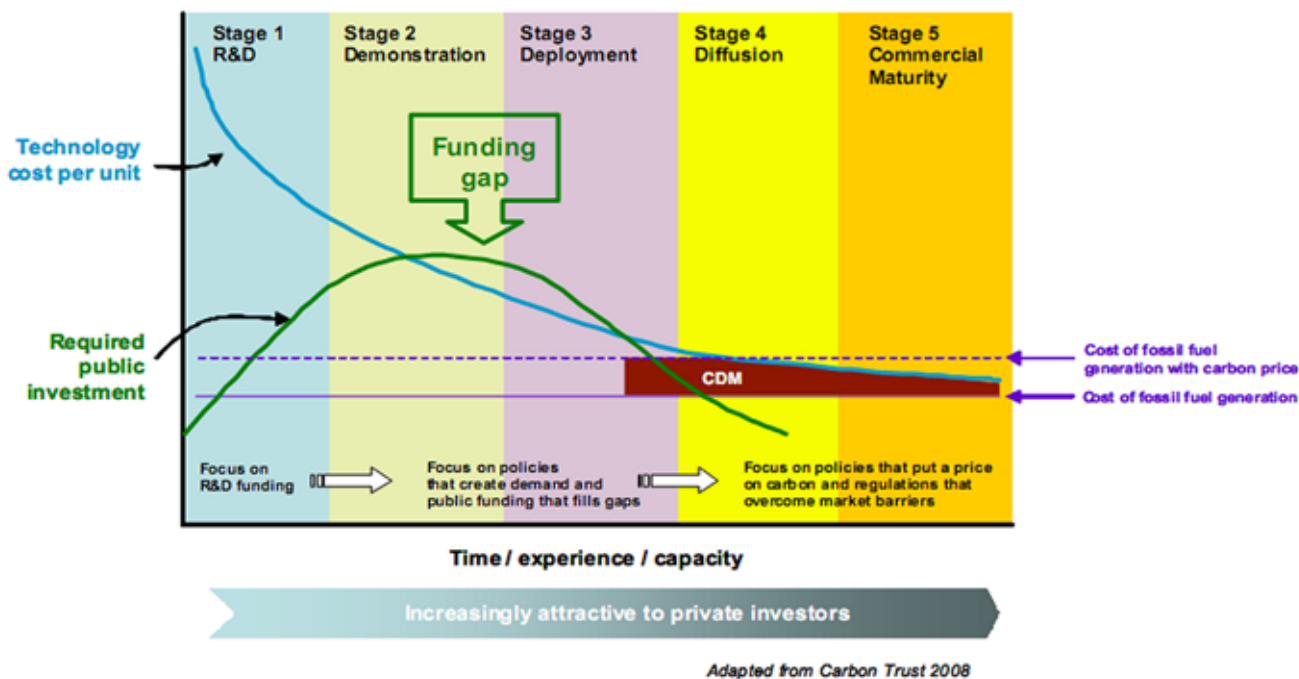 Stage 1
R&D
Stage 2
Demonstration
Stage 3
Deployment
Stage 4
Diffusion
Stage 5
Commercial
Maturity
Technology
cost per unit
Funding
gap
Required
public
investment
CDM
Cost of fossil fuel
generation with carbon price
Cost of fossil fuel generation
Focus on
R&D funding
Focus on policies
that create demand and
public funding that fills gaps
Focus on policies that put a price
on carbon and regulations that
overcome market barriers
Time / experience / capacity
Increasingly attractive to private investors
Adapted from Carbon Trust 2008